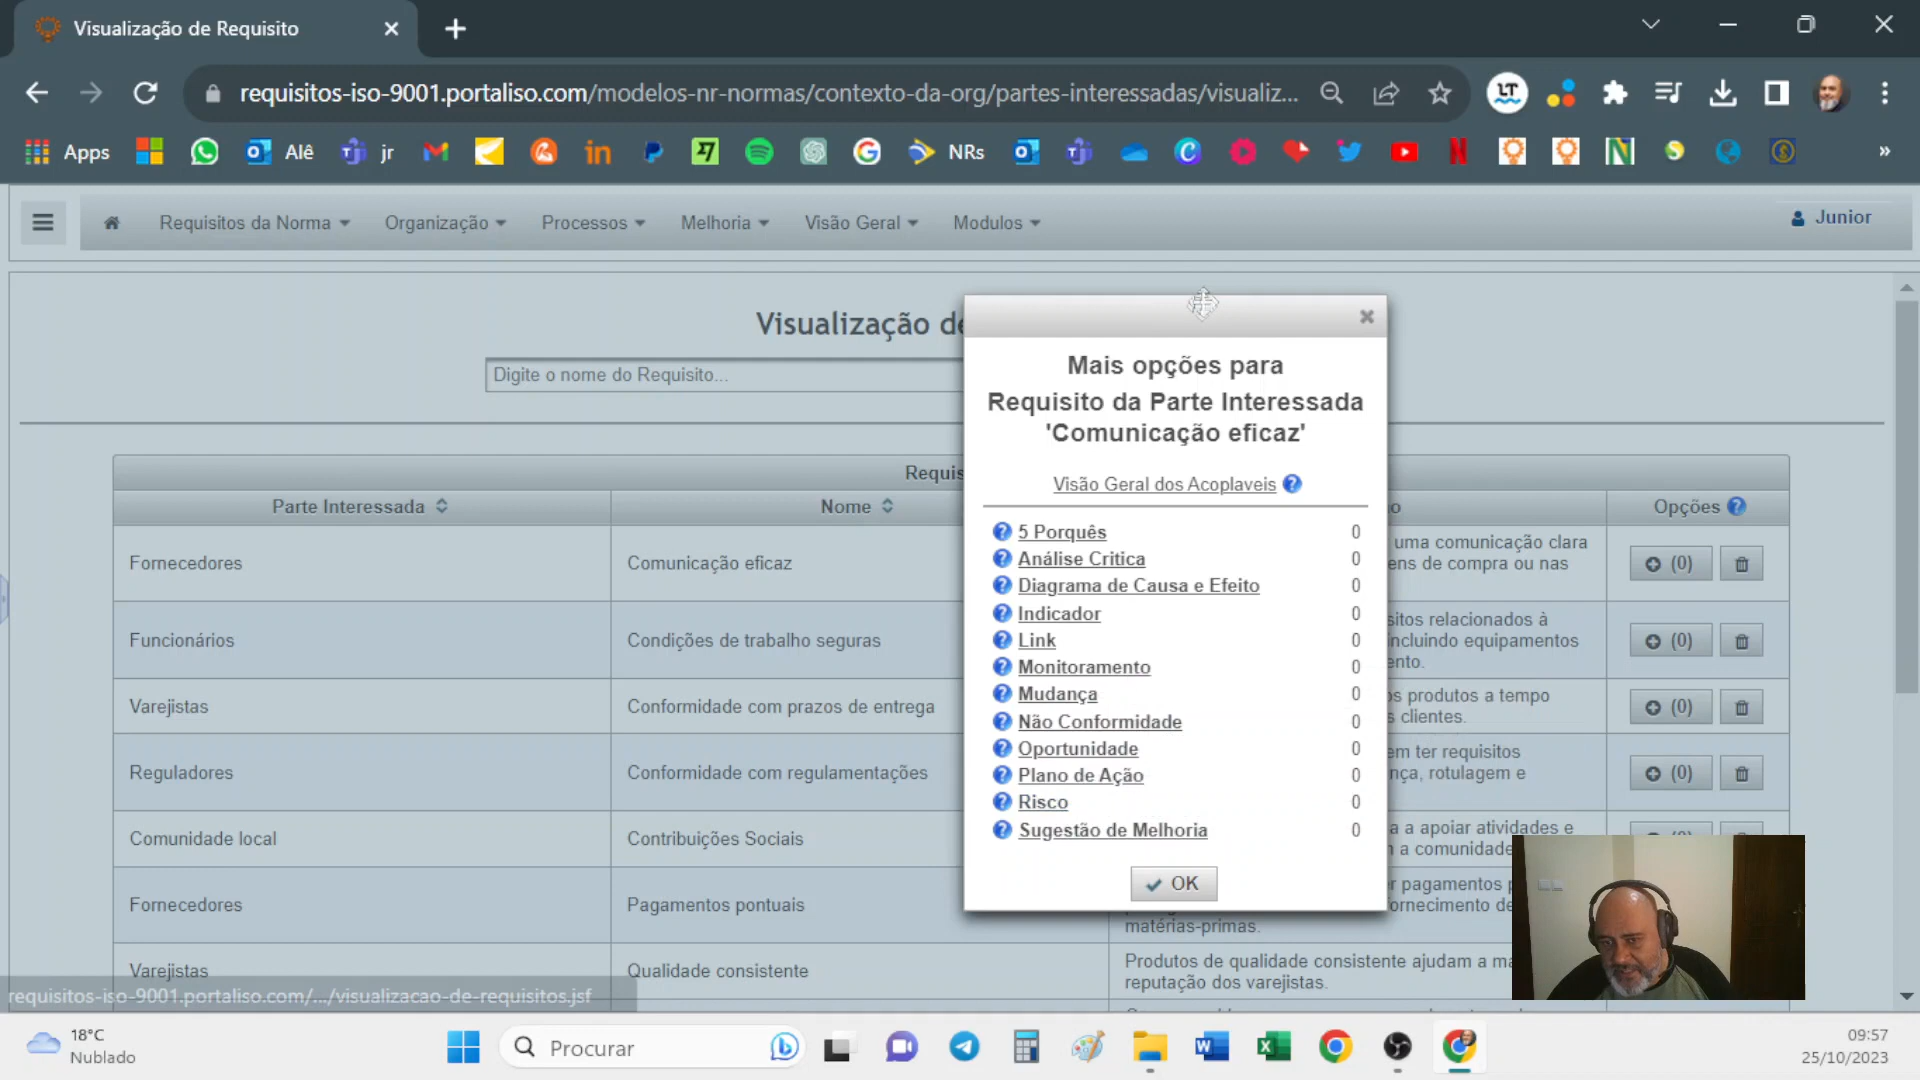 Visualização de Requisito
requisitos-iso-9001.portaliso.com/modelos-nr-normas/contexto-da-org/partes-interessadas/visualiz...
Apps
Alê
jr
NRs
Requisitos da Norma
Organização
Processos
Melhoria
Visão Geral
Modulos
Junior
Visualização de
Digite o nome do Requisito...
Mais opções para
Requisito da Parte Interessada
'Comunicação eficaz'
Visão Geral dos Acoplaveis
5 Porquês 0
Análise Critica 0
Diagrama de Causa e Efeito 0
Indicador 0
Link 0
Monitoramento 0
Mudança 0
Não Conformidade 0
Oportunidade 0
Plano de Ação 0
Risco 0
Sugestão de Melhoria 0
OK
Requis
Parte Interessada
Nome
o
Opções
Fornecedores
Comunicação eficaz
uma comunicação clara
ens de compra ou nas
(0)
Funcionários
Condições de trabalho seguras
sitos relacionados à
incluindo equipamentos
ento.
(0)
Varejistas
Conformidade com prazos de entrega
os produtos a tempo
s clientes.
(0)
Reguladores
Conformidade com regulamentações
em ter requisitos
nça, rotulagem e
(0)
Comunidade local
Contribuições Sociais
a a apoiar atividades e
a comunidade
Fornecedores
Pagamentos pontuais
r pagamentos p
fornecimento de
matérias-primas.
Varejistas
Qualidade consistente
Produtos de qualidade consistente ajudam a ma
reputação dos varejistas.
requisitos-iso-9001.portaliso.com/.../visualizacao-de-requisitos.jsf
18°C
Nublado
Procurar
09:57
25/10/2023